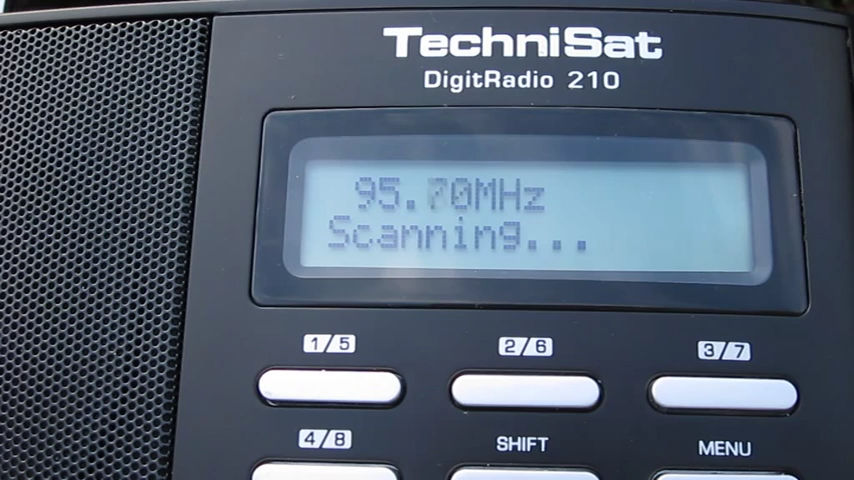 TechniSat
DigitRadio 210
95.70MHz
Scanning...
1/5
2/6
3/7
4/8
SHIFT
MENU